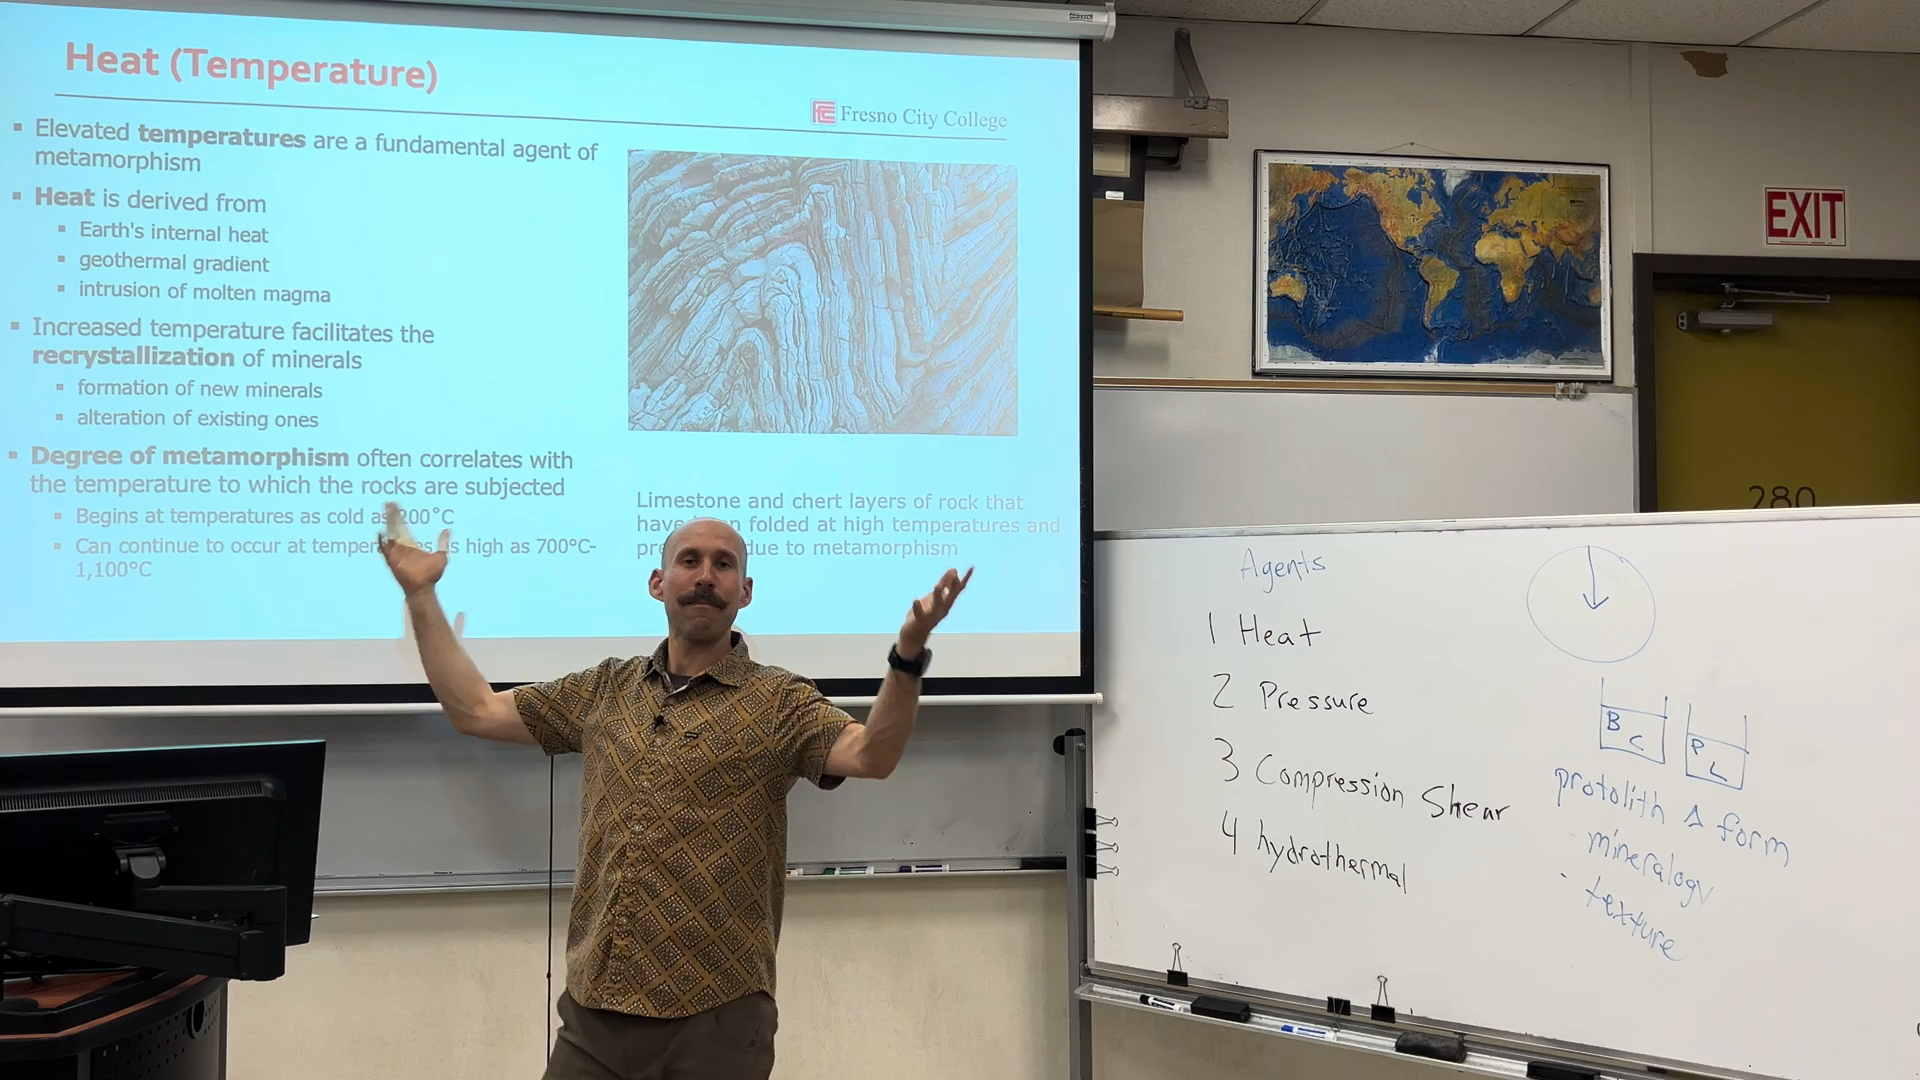 Heat (Temperature)
Fresno City College
▪ Elevated temperatures are a fundamental agent of
metamorphism
▪ Heat is derived from
▪ Earth's internal heat
▪ geothermal gradient
▪ intrusion of molten magma
▪ Increased temperature facilitates the
recrystallization of minerals
▪ formation of new minerals
▪ alteration of existing ones
▪ Degree of metamorphism often correlates with
the temperature to which the rocks are subjected
▪ Begins at temperatures as cold as 200°C
▪ Can continue to occur at as high as 700°C-
1,100°C
Limestone and chert layers of rock that
folded at high temperatures and
due to metamorphism
EXIT
280
Agents
1 Heat
2 Pressure
3 Compression Shear
4 hydrothermal
B
C
P
L
protolith Δ form
- mineralogy
- texture